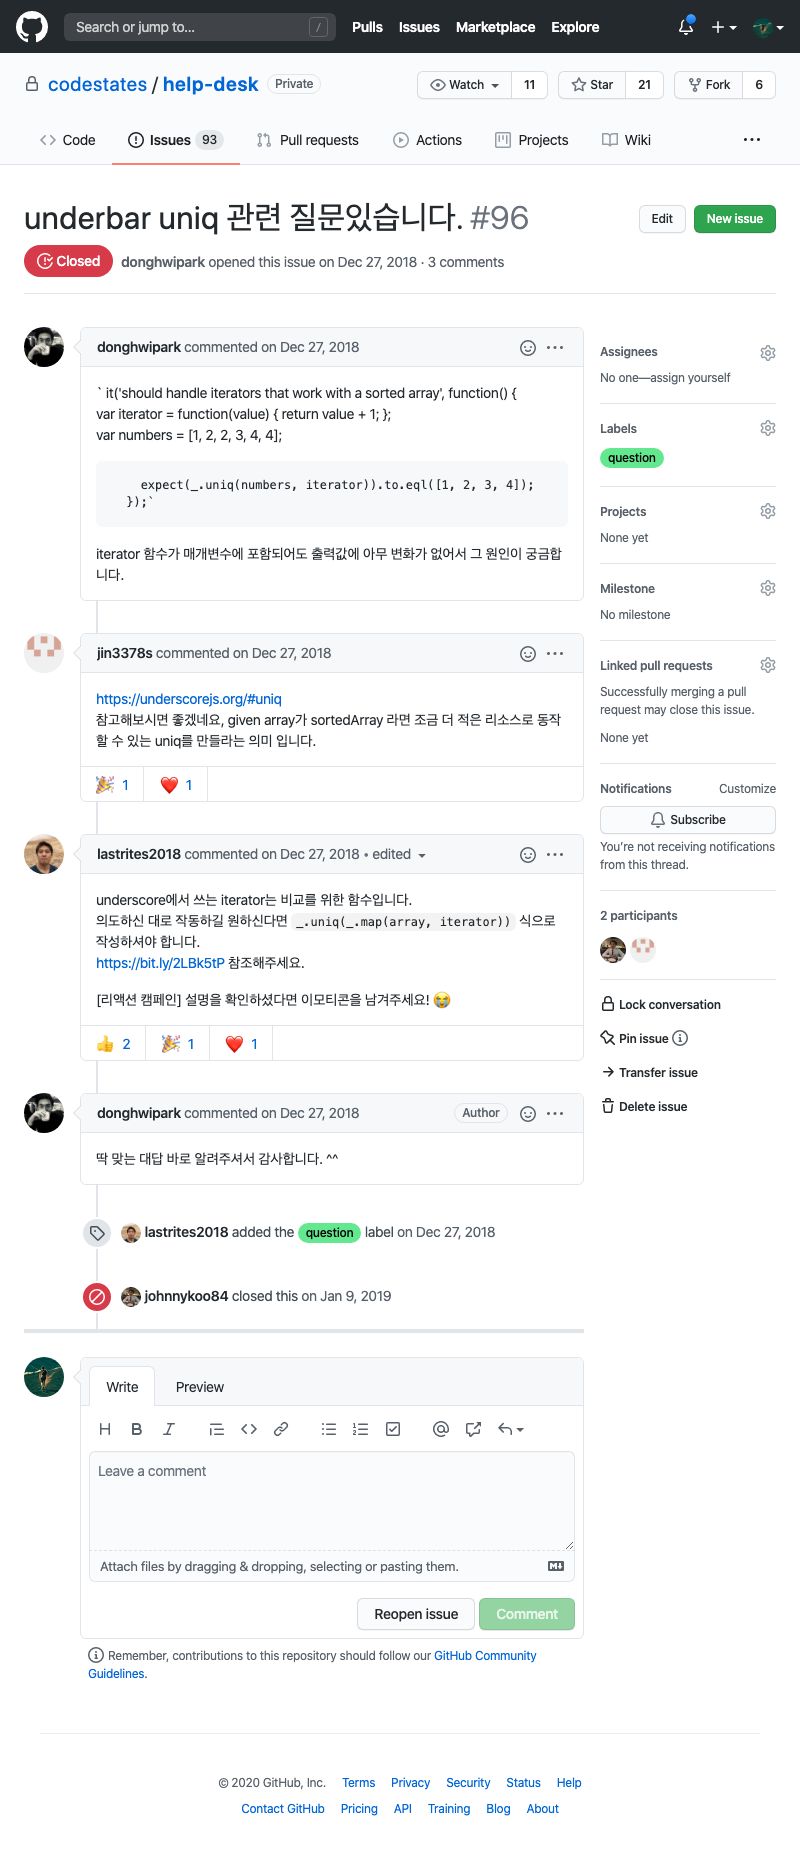 Search or jump to...
/
Pulls Issues Marketplace Explore
codestates / help-desk Private
Watch 11 Star 21 Fork 6
Code Issues 93 Pull requests Actions Projects Wiki
underbar uniq 관련 질문있습니다. #96
Edit New issue
Closed donghwipark opened this issue on Dec 27, 2018 · 3 comments
donghwipark commented on Dec 27, 2018
` it('should handle iterators that work with a sorted array', function() {
var iterator = function(value) { return value + 1; };
var numbers = [1, 2, 2, 3, 4, 4];
expect(_.uniq(numbers, iterator)).to.eql([1, 2, 3, 4]);
});`
iterator 함수가 매개변수에 포함되어도 출력값에 아무 변화가 없어서 그 원인이 궁금합
니다.
jin3378s commented on Dec 27, 2018
https://underscorejs.org/#uniq
참고해보시면 좋겠네요, given array가 sortedArray 라면 조금 더 적은 리소스로 동작
할 수 있는 uniq를 만들라는 의미 입니다.
🎉 1 ❤️ 1
lastrites2018 commented on Dec 27, 2018 • edited
underscore에서 쓰는 iterator는 비교를 위한 함수입니다.
의도하신 대로 작동하길 원하신다면 _.uniq(_.map(array, iterator)) 식으로
작성하셔야 합니다.
https://bit.ly/2LBk5tP 참조해주세요.
[리액션 캠페인] 설명을 확인하셨다면 이모티콘을 남겨주세요! 😭
👍 2 🎉 1 ❤️ 1
donghwipark commented on Dec 27, 2018 Author
딱 맞는 대답 바로 알려주셔서 감사합니다. ^^
lastrites2018 added the question label on Dec 27, 2018
johnnykoo84 closed this on Jan 9, 2019
Write Preview
Leave a comment
Attach files by dragging & dropping, selecting or pasting them.
Reopen issue Comment
Remember, contributions to this repository should follow our GitHub Community
Guidelines.
Assignees
No one—assign yourself
Labels
question
Projects
None yet
Milestone
No milestone
Linked pull requests
Successfully merging a pull
request may close this issue.
None yet
Notifications Customize
Subscribe
You're not receiving notifications
from this thread.
2 participants
Lock conversation
Pin issue
Transfer issue
Delete issue
© 2020 GitHub, Inc. Terms Privacy Security Status Help
Contact GitHub Pricing API Training Blog About